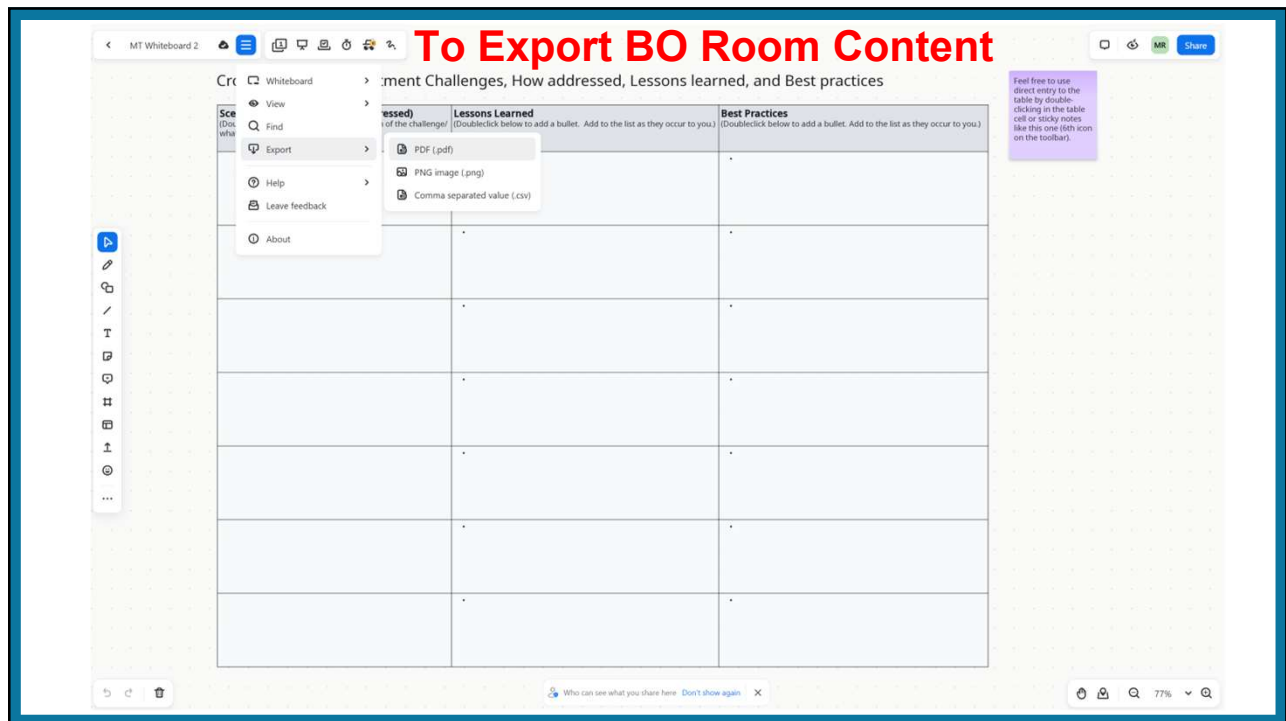 To Export BO Room Content
MT Whiteboard 2
MR
Share
Cro
tment Challenges, How addressed, Lessons learned, and Best practices
Whiteboard
View
Find
Export
Help
Leave feedback
About
PDF (.pdf)
PNG image (.png)
Comma separated value (.csv)
Sce
(Dou
wha
essed)
of the challenge/
Lessons Learned
(Doubleclick below to add a bullet. Add to the list as they occur to you.)
Best Practices
(Doubleclick below to add a bullet. Add to the list as they occur to you.)
Feel free to use
direct entry to the
table by double-
clicking in the table
cell or sticky notes
like this one (6th icon
on the toolbar).
Who can see what you share here Don't show again
77%